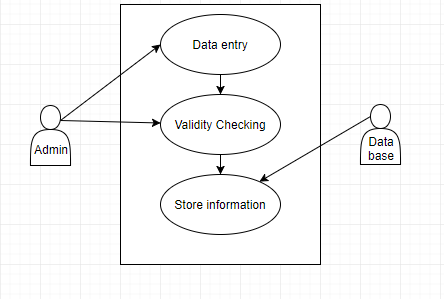 Data entry
Validity Checking
Admin
Data
base
Store information